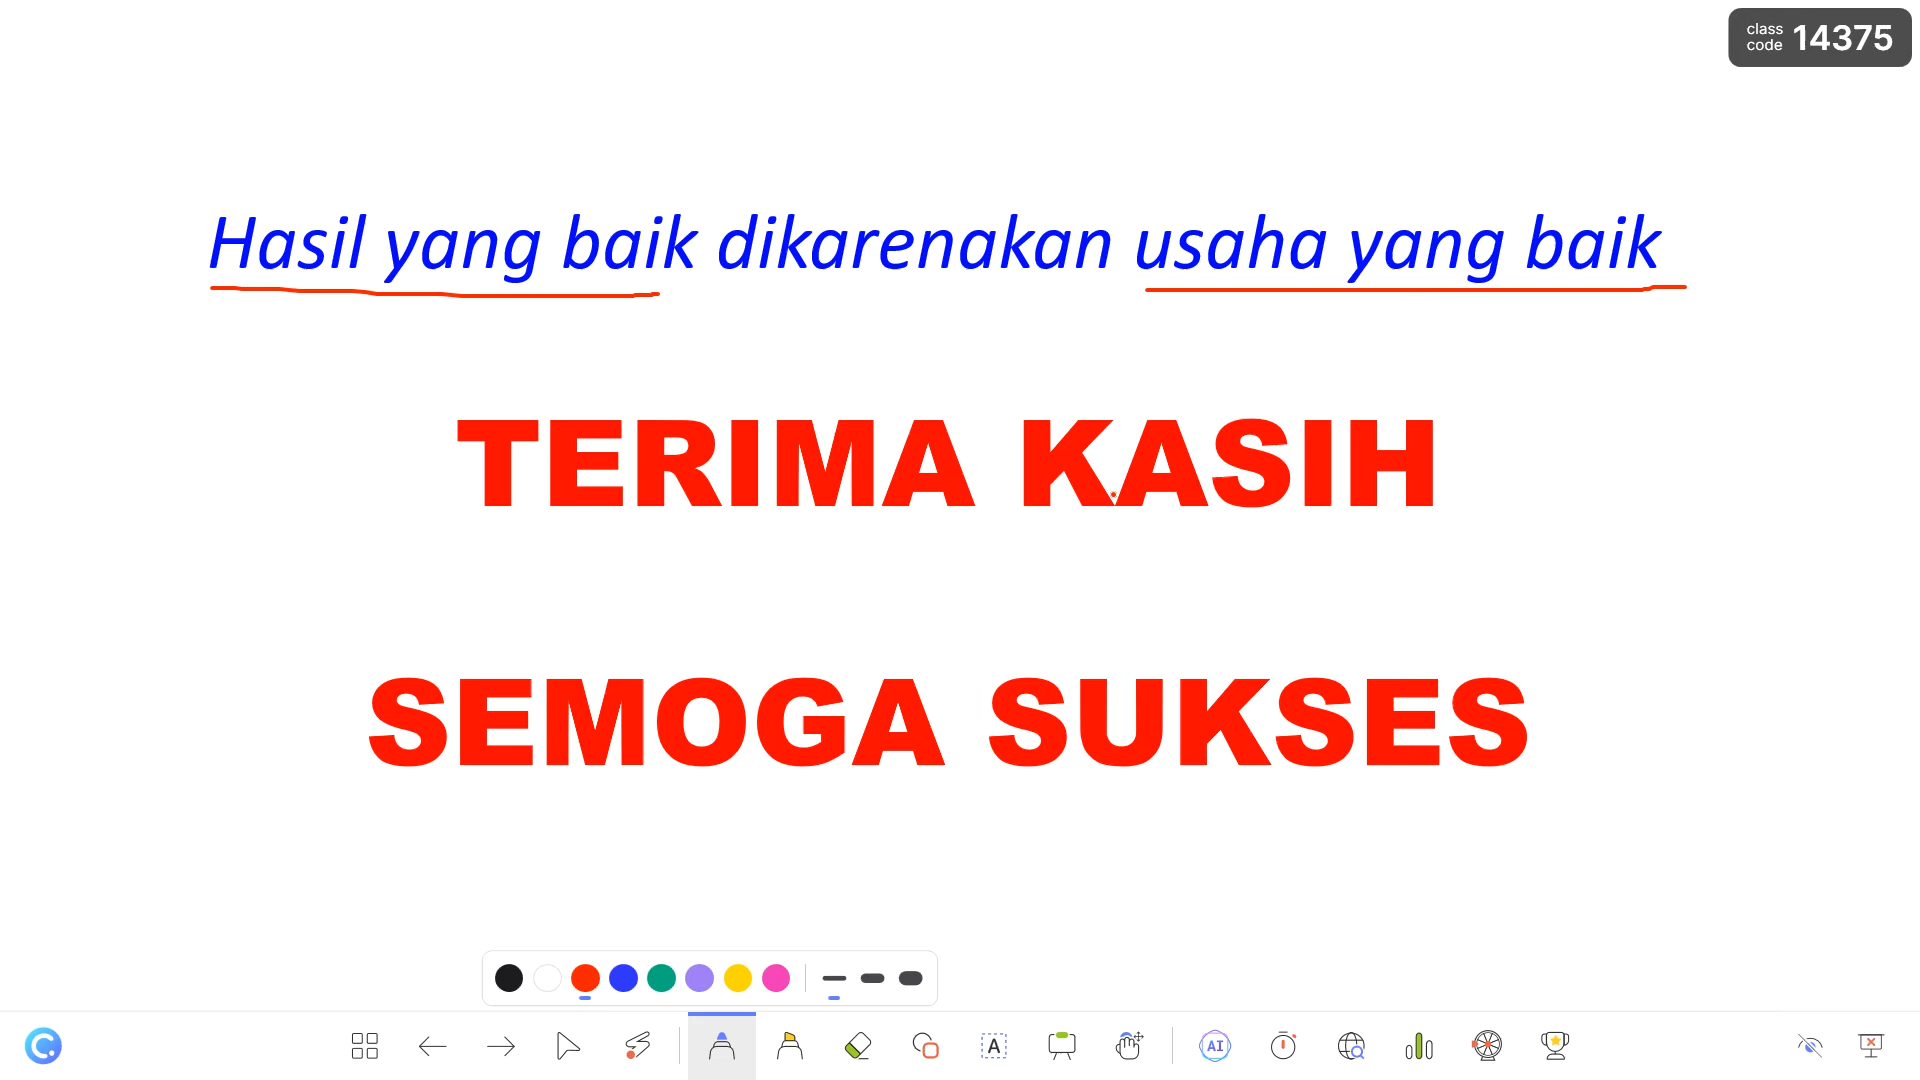 class
code 14375
Hasil yang baik dikarenakan usaha yang baik
TERIMA KASIH
SEMOGA SUKSES
A
AI